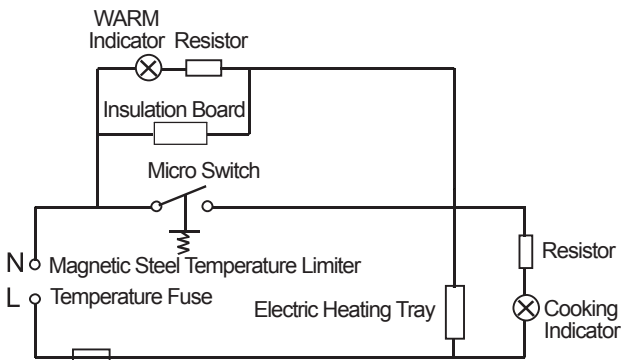 WARM
Indicator Resistor
Insulation Board
Micro Switch
N Magnetic Steel Temperature Limiter
L Temperature Fuse
Electric Heating Tray
Resistor
Cooking
Indicator